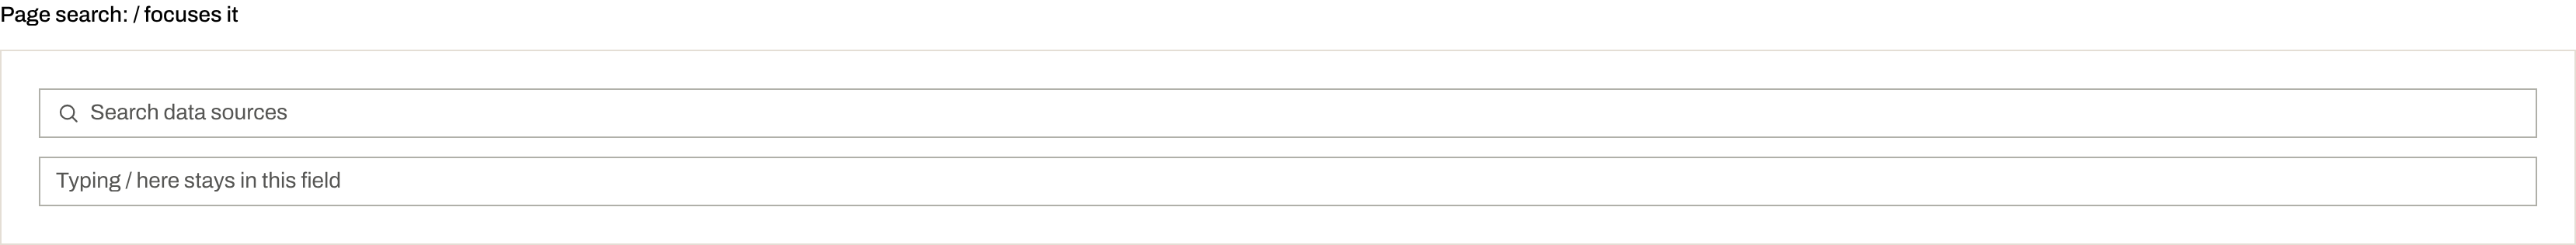 Page search: / focuses it
Search data sources
Typing / here stays in this field